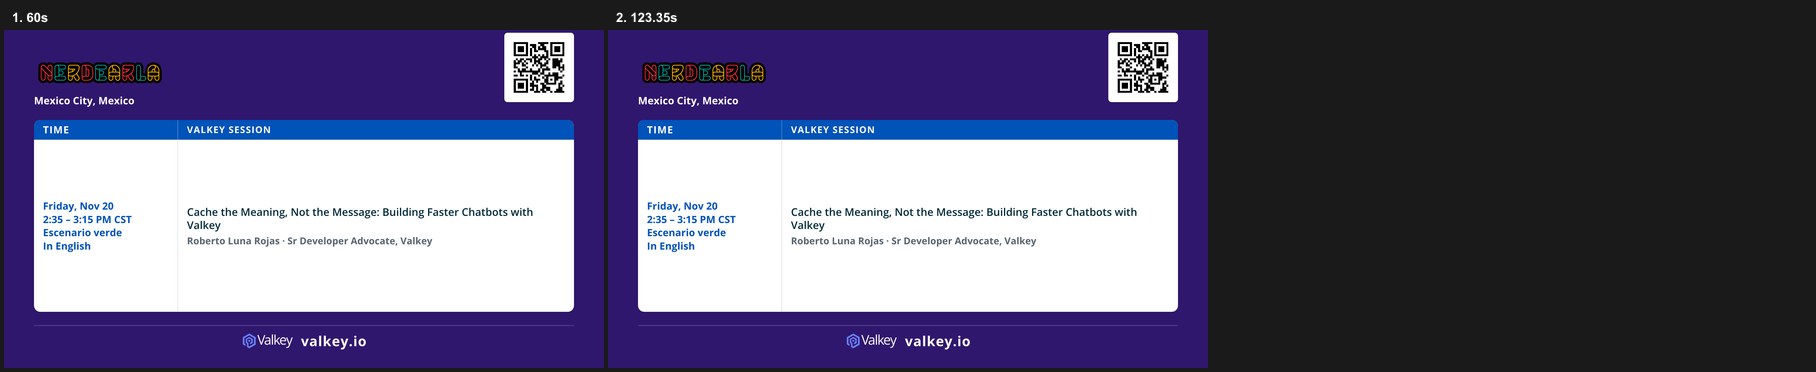 1. 60s
NERDEARLA
Mexico City, Mexico
TIME
VALKEY SESSION
Friday, Nov 20
2:35 – 3:15 PM CST
Escenario verde
In English
Cache the Meaning, Not the Message: Building Faster Chatbots with
Valkey
Roberto Luna Rojas · Sr Developer Advocate, Valkey
Valkey valkey.io
2. 123.35s
NERDEARLA
Mexico City, Mexico
TIME
VALKEY SESSION
Friday, Nov 20
2:35 – 3:15 PM CST
Escenario verde
In English
Cache the Meaning, Not the Message: Building Faster Chatbots with
Valkey
Roberto Luna Rojas · Sr Developer Advocate, Valkey
Valkey valkey.io